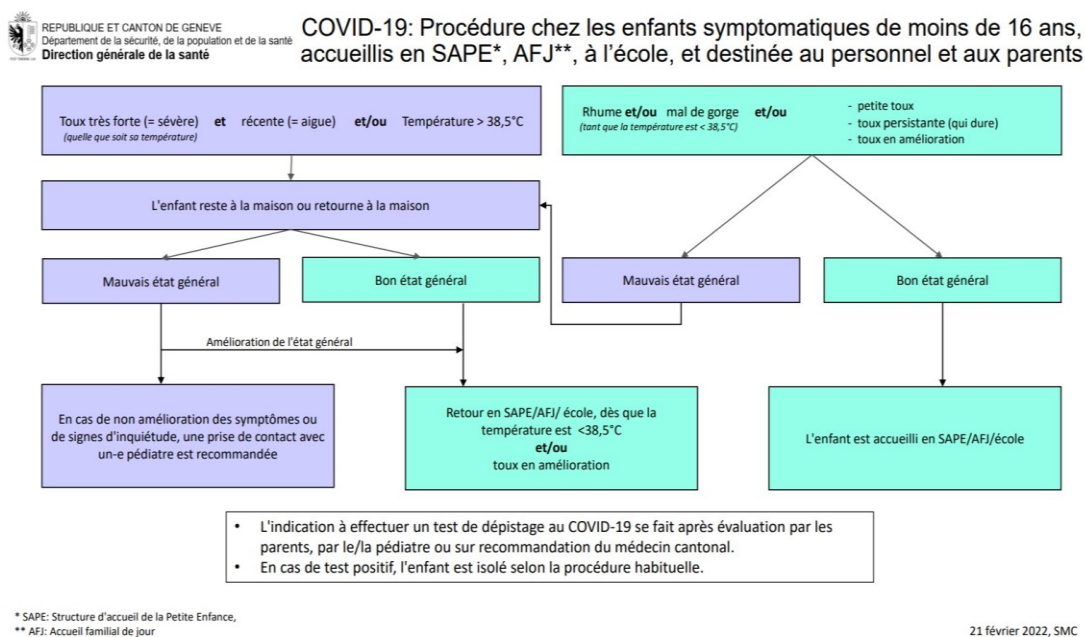 REPUBLIQUE ET CANTON DE GENEVE
Département de la sécurité, de la population et de la santé
Direction générale de la santé
COVID-19: Procédure chez les enfants symptomatiques de moins de 16 ans,
accueillis en SAPE*, AFJ**, à l'école, et destinée au personnel et aux parents
Toux très forte (= sévère) et récente (= aigue) et/ou Température > 38,5°C
(quelle que soit sa température)
Rhume et/ou mal de gorge et/ou
(tant que la température est < 38,5°C)
- petite toux
- toux persistante (qui dure)
- toux en amélioration
L'enfant reste à la maison ou retourne à la maison
Mauvais état général
Bon état général
Mauvais état général
Bon état général
Amélioration de l'état général
En cas de non amélioration des symptômes ou
de signes d'inquiétude, une prise de contact avec
un-e pédiatre est recommandée
Retour en SAPE/AFJ/ école, dès que la
température est <38,5°C
et/ou
toux en amélioration
L'enfant est accueilli en SAPE/AFJ/école
• L'indication à effectuer un test de dépistage au COVID-19 se fait après évaluation par les
parents, par le/la pédiatre ou sur recommandation du médecin cantonal.
• En cas de test positif, l'enfant est isolé selon la procédure habituelle.
* SAPE: Structure d'accueil de la Petite Enfance,
** AFJ: Accueil familial de jour
21 février 2022, SMC